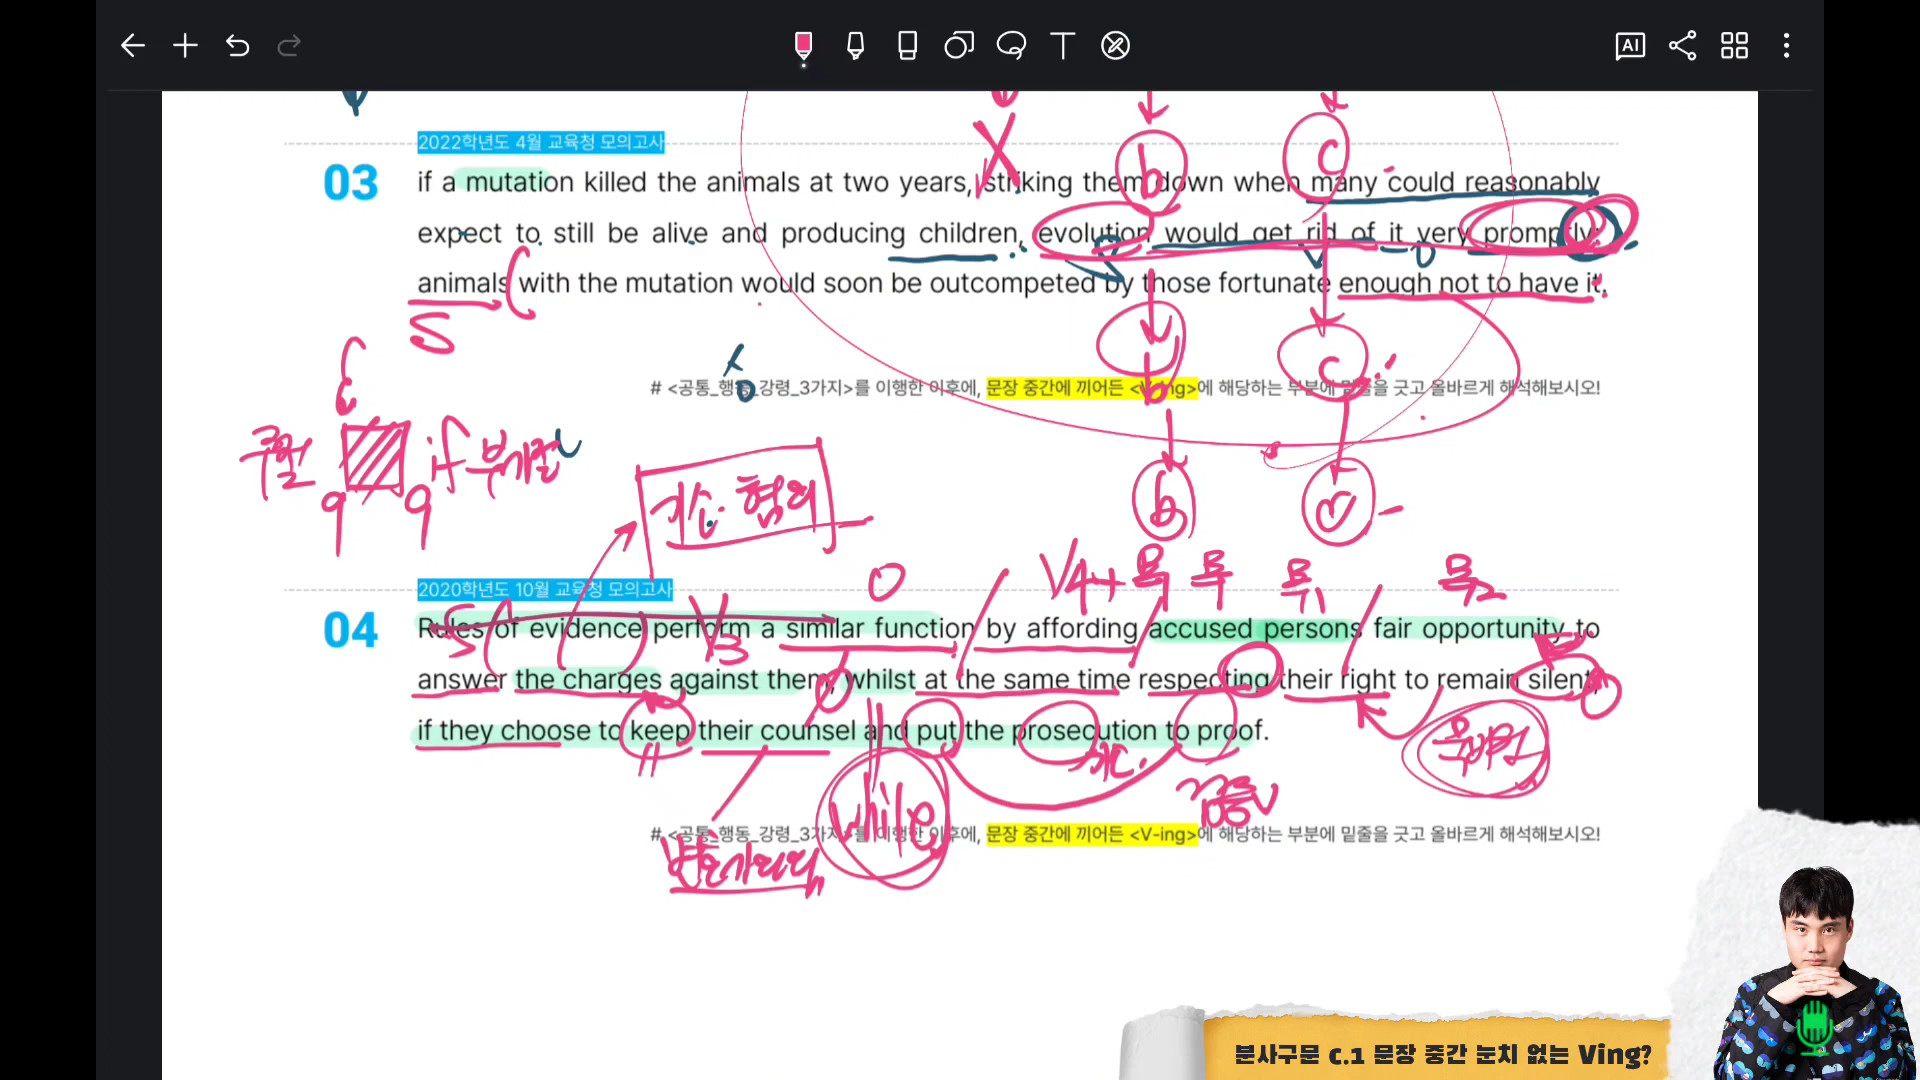 AI
2022학년도 4월 교육청 모의고사
b
c
03 if a mutation killed the animals at two years, striking them down when many could reasonably
expect to still be alive and producing children, evolution would get rid of it very promptly;
animals with the mutation would soon be outcompeted by those fortunate enough not to have it.
S
b
c
# <공통_행동_강령_3가지>를 이행한 이후에, 문장 중간에 끼어든 <V-ing>에 해당하는 부분에 밑줄을 긋고 올바르게 해석해보시오!
if
b
혐의
2020학년도 10월 교육청 모의고사
S
V3
O
V4
04 Rules of evidence perform a similar function by affording accused persons fair opportunity to
answer the charges against them, whilst at the same time respecting their right to remain silent,
if they choose to keep their counsel and put the prosecution to proof.
while
# <공통_행동_강령_3가지>를 이행한 이후에, 문장 중간에 끼어든 <V-ing>에 해당하는 부분에 밑줄을 긋고 올바르게 해석해보시오!
분사구문 c.1 문장 중간 눈치 없는 Ving?